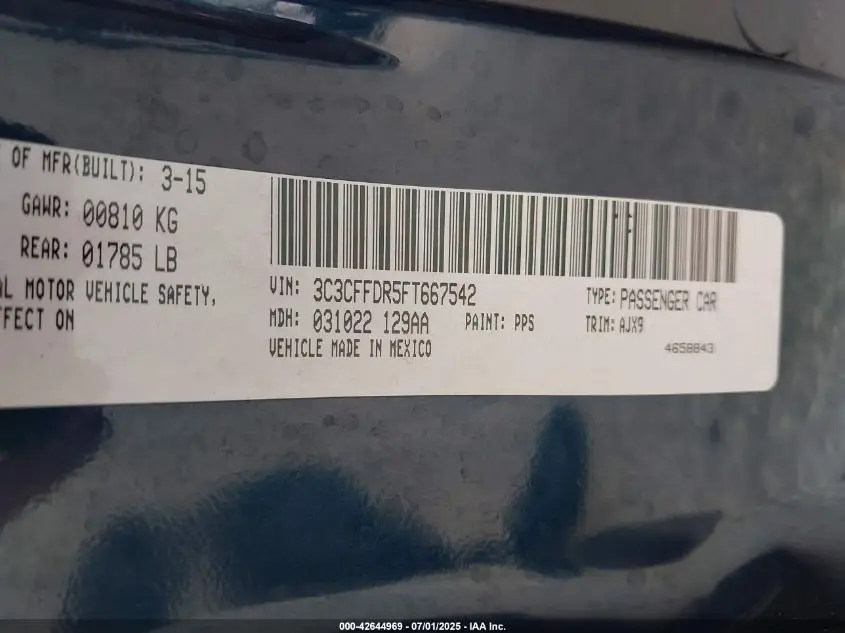 OF MFR(BUILT): 3-15
GAWR: 00810 KG
REAR: 01785 LB
MOTOR VEHICLE SAFETY,
ON
VIN: 3C3CFFDR5FT667542
TYPE: PASSENGER CAR
MDH: 031022 129AA
PAINT: PPS
TRIM: AJX9
VEHICLE MADE IN MEXICO
4658843
000-42644969 • 07/01/2025 - IAA Inc.